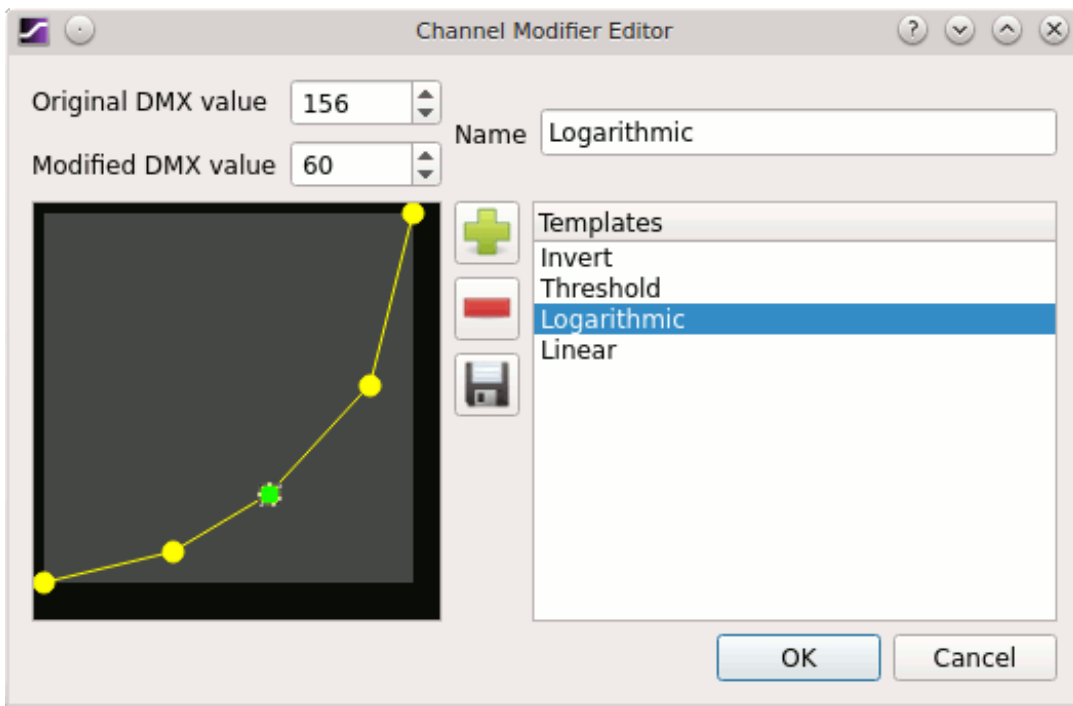 Channel Modifier Editor
Original DMX value 156
Modified DMX value 60
Name Logarithmic
Templates
Invert
Threshold
Logarithmic
Linear
OK Cancel